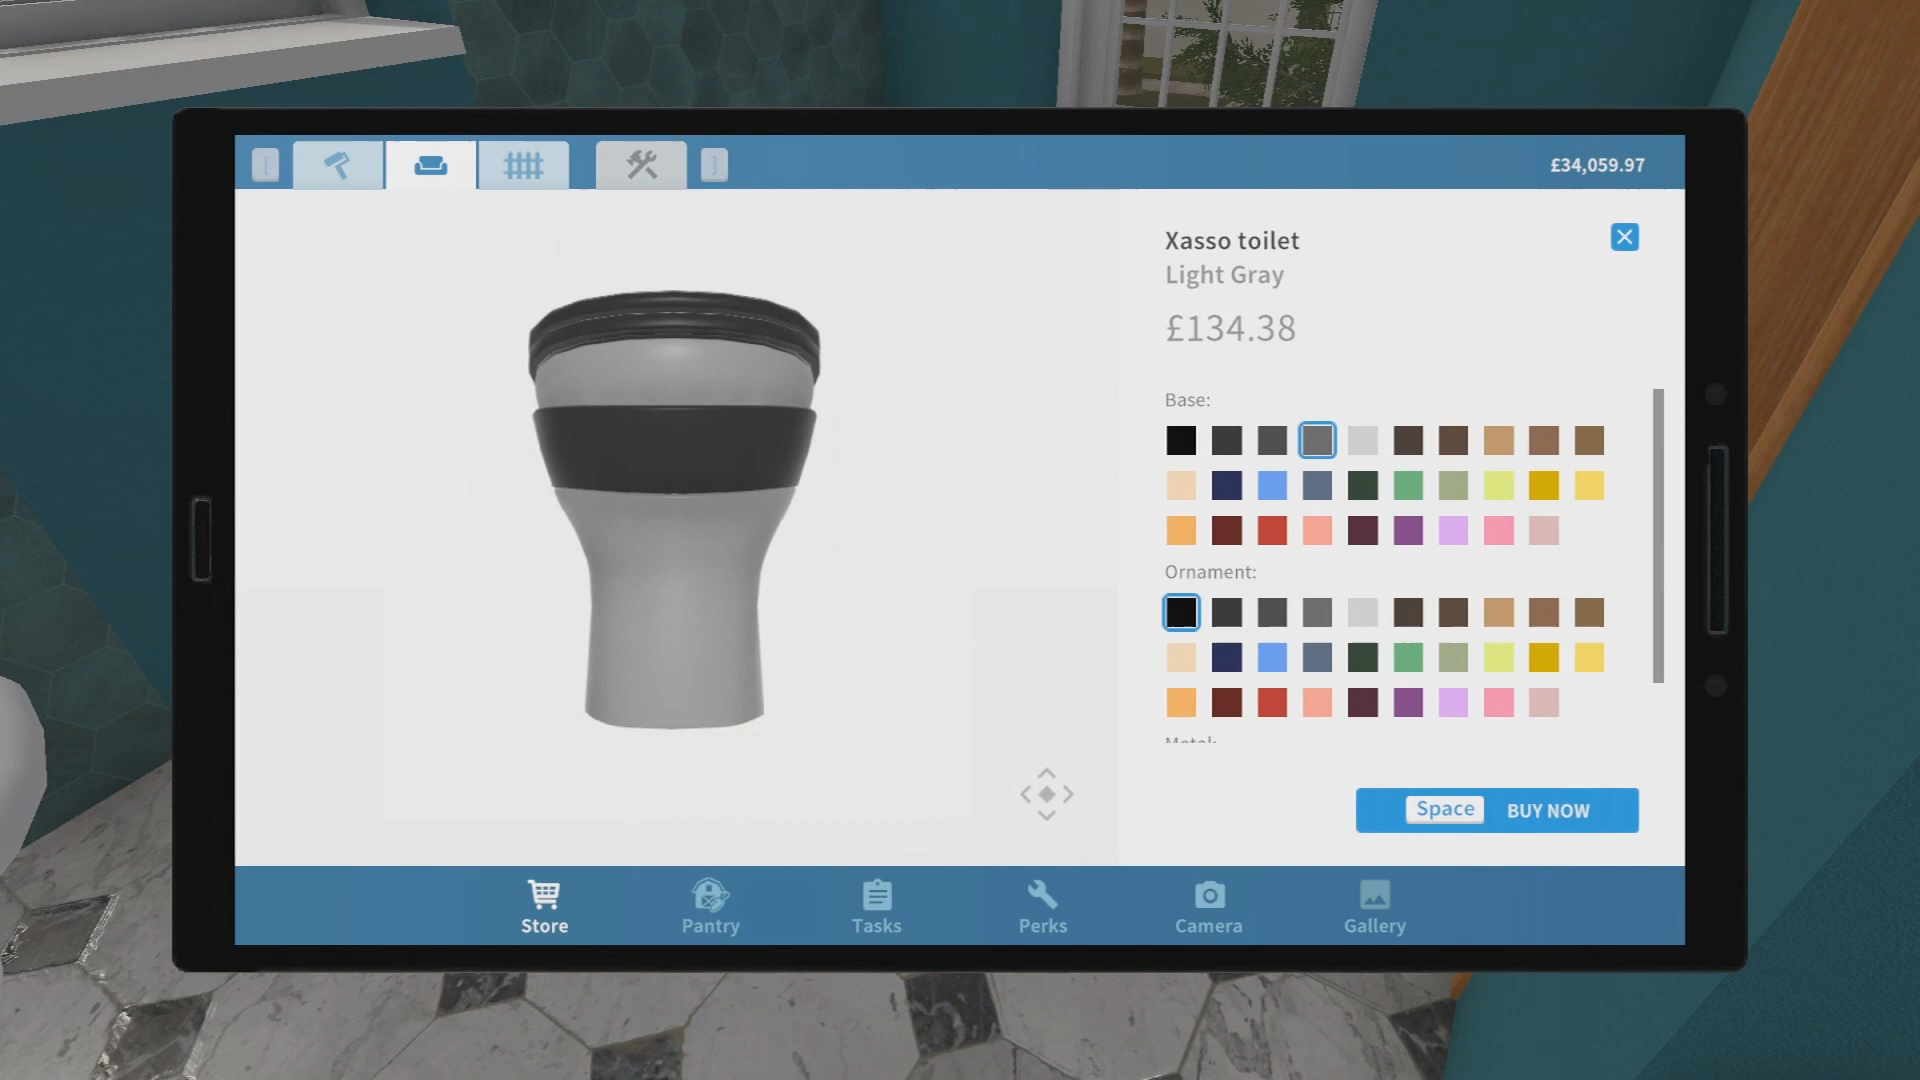 £34,059.97
Xasso toilet
Light Gray
£134.38
Base:
Ornament:
Metal:
Space BUY NOW
Store Pantry Tasks Perks Camera Gallery